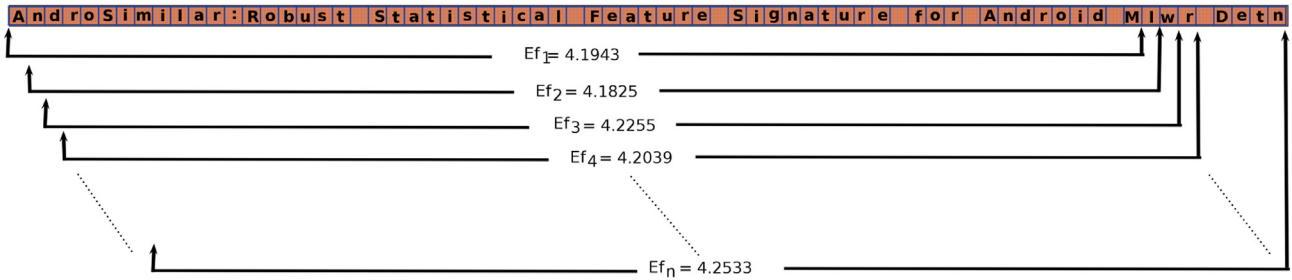 AndroSimilar:Robust Statistical Feature Signature for Android Mlwr Detn
Ef1= 4.1943
Ef2= 4.1825
Ef3= 4.2255
Ef4= 4.2039
Efn= 4.2533